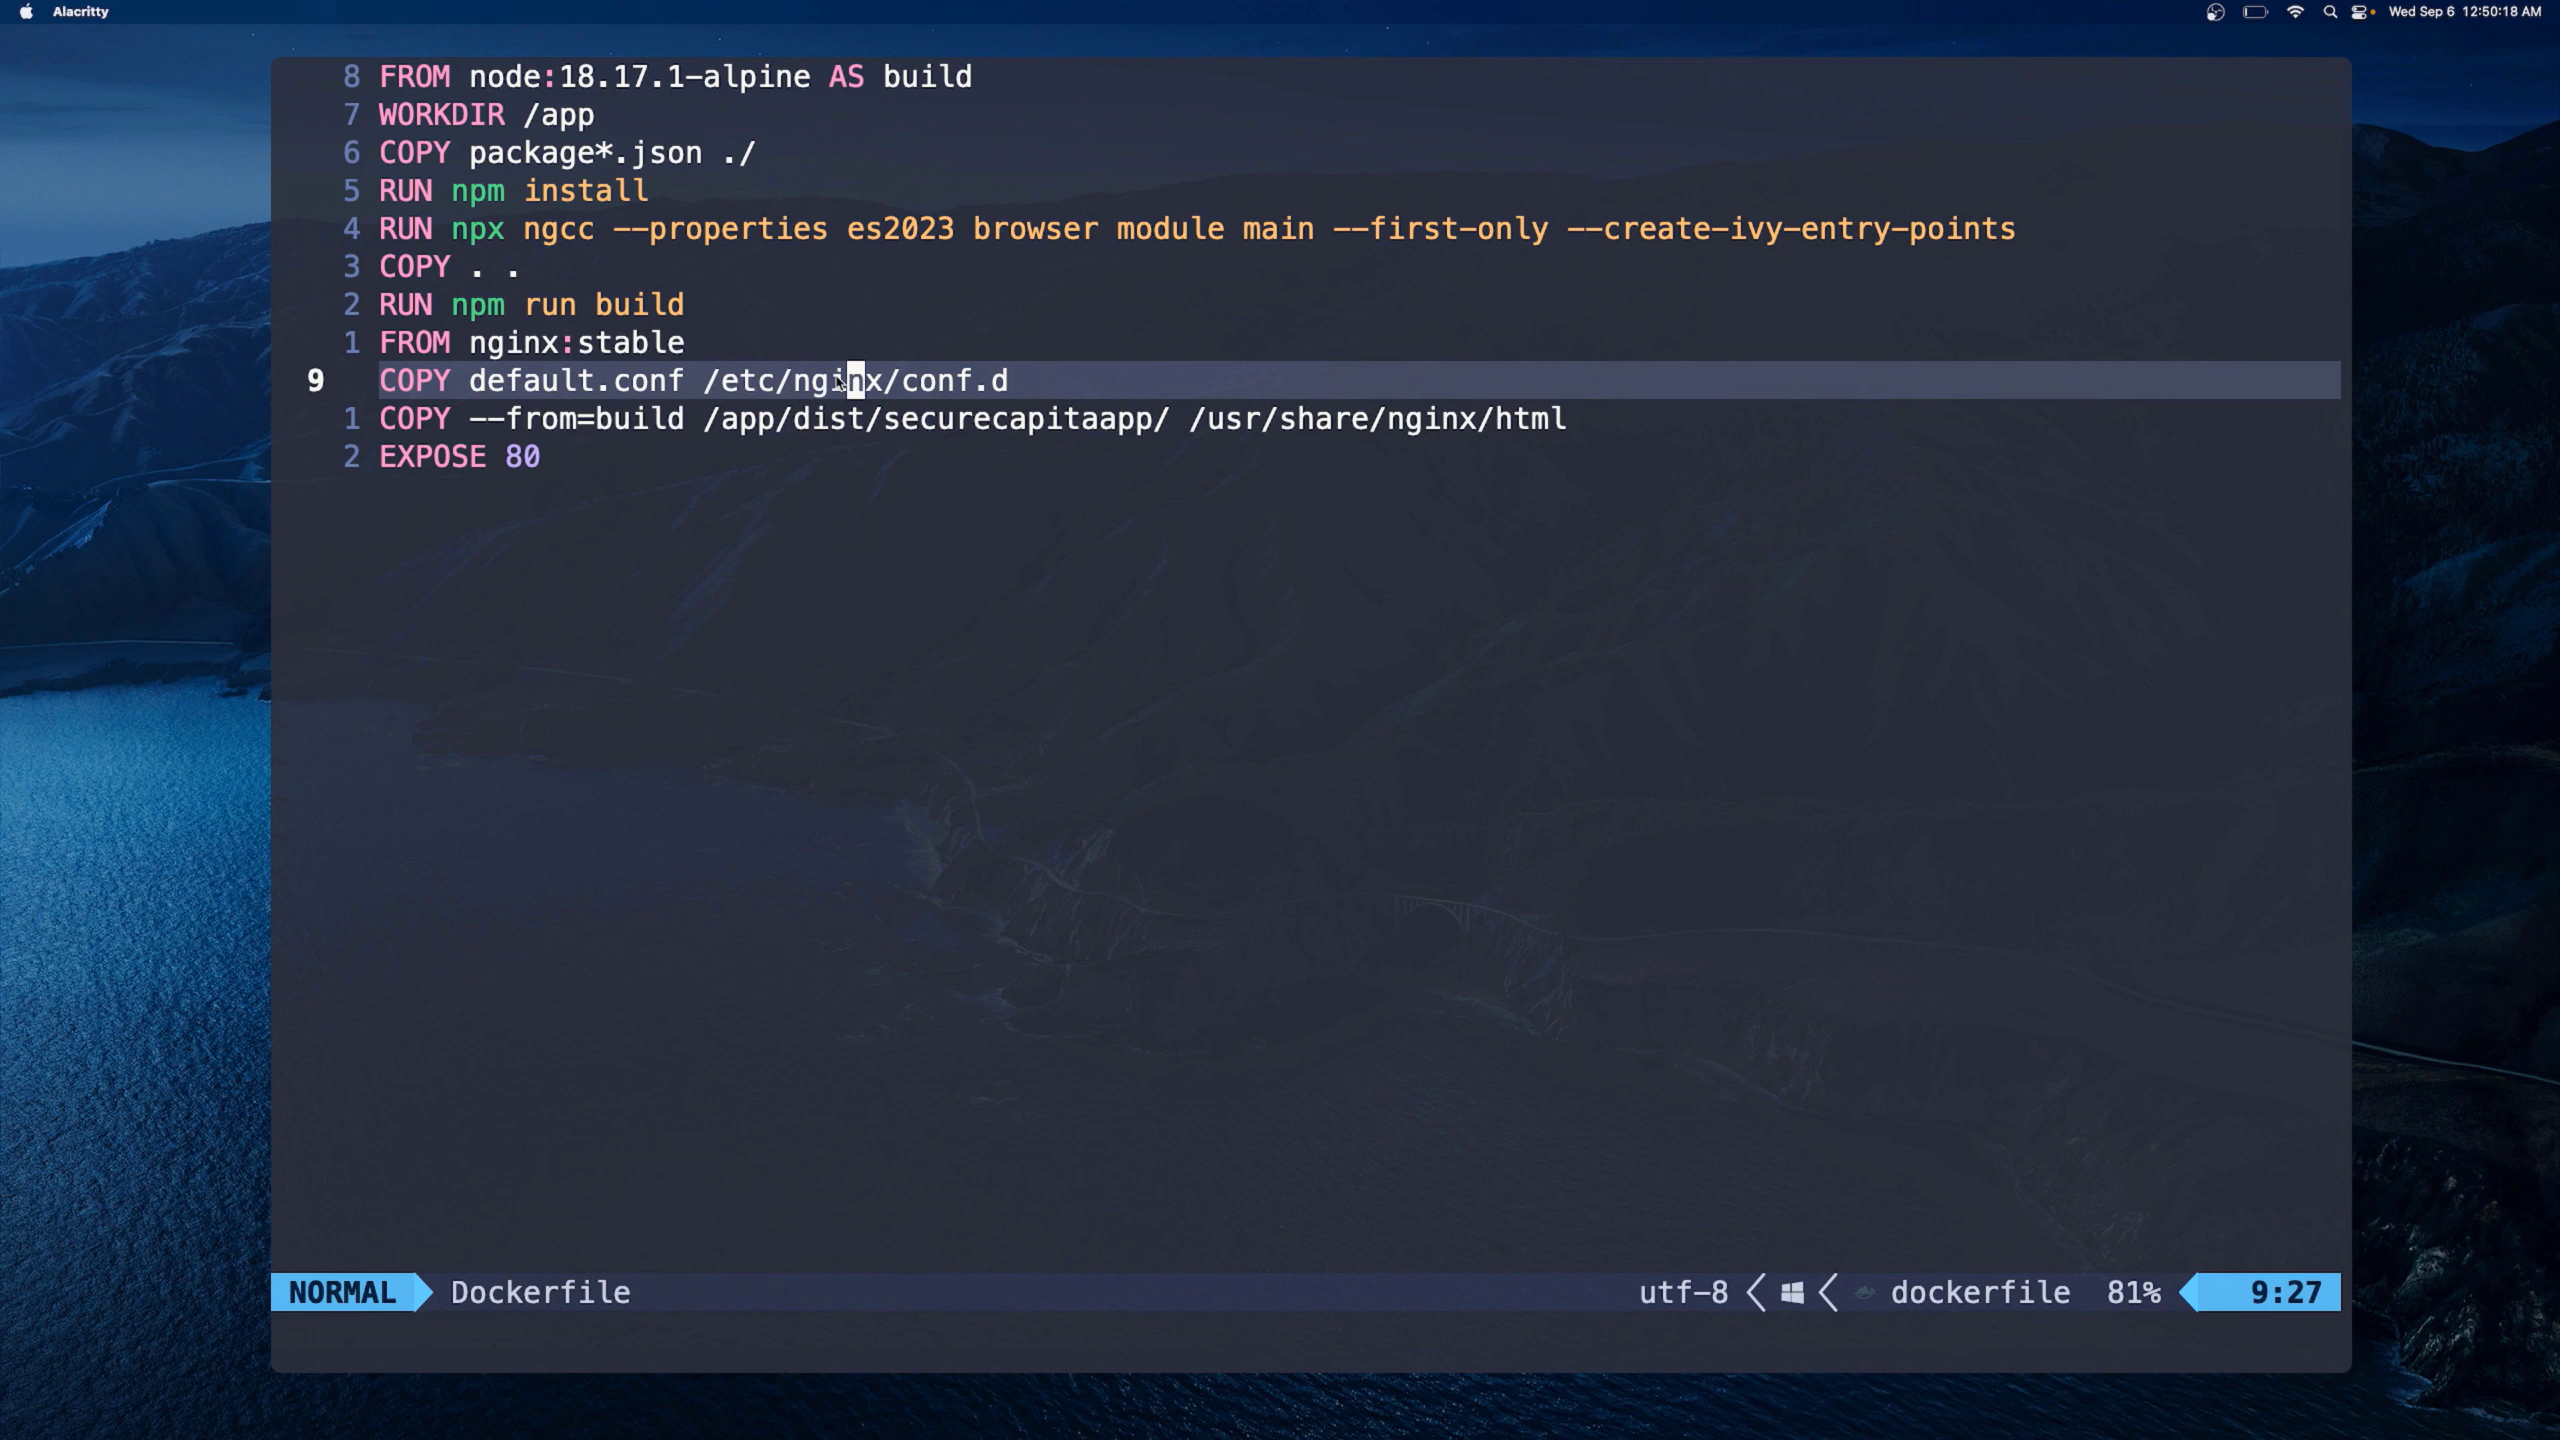 Alacritty
Wed Sep 6 12:50:18 AM
8 FROM node:18.17.1-alpine AS build
7 WORKDIR /app
6 COPY package*.json ./
5 RUN npm install
4 RUN npx ngcc --properties es2023 browser module main --first-only --create-ivy-entry-points
3 COPY . .
2 RUN npm run build
1 FROM nginx:stable
9 COPY default.conf /etc/nginx/conf.d
1 COPY --from=build /app/dist/securecapitaapp/ /usr/share/nginx/html
2 EXPOSE 80
NORMAL Dockerfile utf-8 dockerfile 81% 9:27